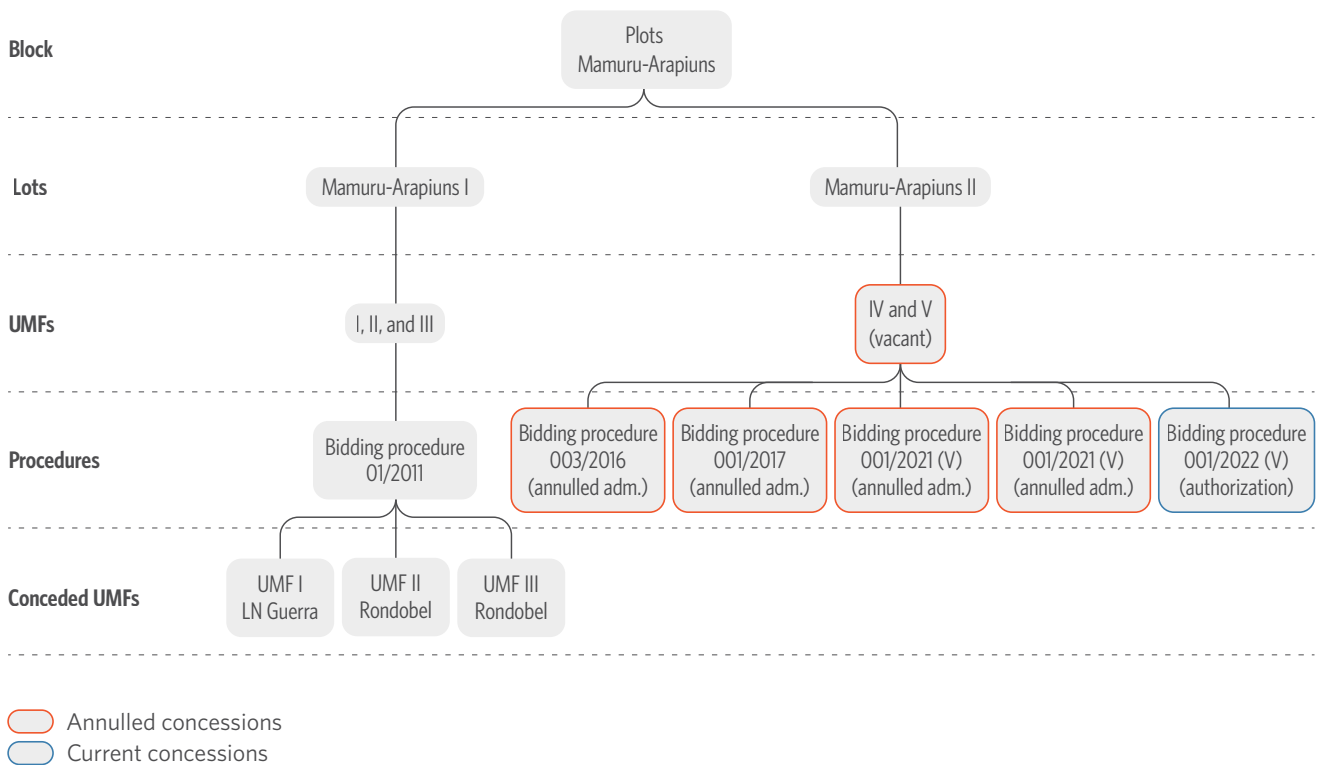 Block
Plots
Mamuru-Arapiuns
Lots
Mamuru-Arapiuns I
Mamuru-Arapiuns II
UMFs
I, II, and III
IV and V
(vacant)
Procedures
Bidding procedure
01/2011
Bidding procedure
003/2016
(annulled adm.)
Bidding procedure
001/2017
(annulled adm.)
Bidding procedure
001/2021 (V)
(annulled adm.)
Bidding procedure
001/2021 (V)
(annulled adm.)
Bidding procedure
001/2022 (V)
(authorization)
Conceded UMFs
UMF I
LN Guerra
UMF II
Rondobel
UMF III
Rondobel
Annulled concessions
Current concessions